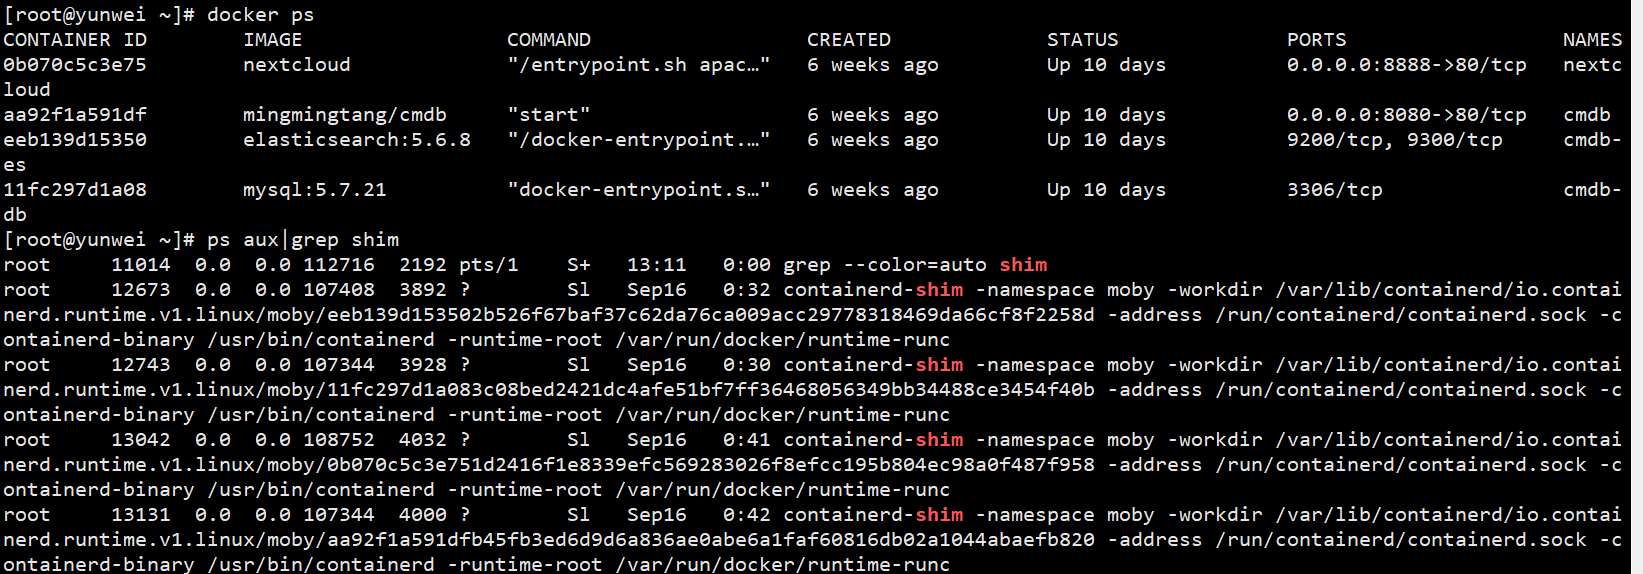 [root@yunwei ~]# docker ps
CONTAINER ID        IMAGE                 COMMAND                  CREATED             STATUS              PORTS                  NAMES
0b070c5c3e75        nextcloud             "/entrypoint.sh apac…"   6 weeks ago         Up 10 days          0.0.0.0:8888->80/tcp   nextc
loud
aa92f1a591df        mingmingtang/cmdb     "start"                  6 weeks ago         Up 10 days          0.0.0.0:8080->80/tcp   cmdb
eeb139d15350        elasticsearch:5.6.8   "/docker-entrypoint.…"   6 weeks ago         Up 10 days          9200/tcp, 9300/tcp     cmdb-
es
11fc297d1a08        mysql:5.7.21          "docker-entrypoint.s…"   6 weeks ago         Up 10 days          3306/tcp               cmdb-
db
[root@yunwei ~]# ps aux|grep shim
root     11014  0.0  0.0 112716  2192 pts/1    S+   13:11   0:00 grep --color=auto shim
root     12673  0.0  0.0 107408  3892 ?        Sl   Sep16   0:32 containerd-shim -namespace moby -workdir /var/lib/containerd/io.contai
nerd.runtime.v1.linux/moby/eeb139d153502b526f67baf37c62da76ca009acc29778318469da66cf8f2258d -address /run/containerd/containerd.sock -c
ontainerd-binary /usr/bin/containerd -runtime-root /var/run/docker/runtime-runc
root     12743  0.0  0.0 107344  3928 ?        Sl   Sep16   0:30 containerd-shim -namespace moby -workdir /var/lib/containerd/io.contai
nerd.runtime.v1.linux/moby/11fc297d1a083c08bed2421dc4afe51bf7ff36468056349bb34488ce3454f40b -address /run/containerd/containerd.sock -c
ontainerd-binary /usr/bin/containerd -runtime-root /var/run/docker/runtime-runc
root     13042  0.0  0.0 108752  4032 ?        Sl   Sep16   0:41 containerd-shim -namespace moby -workdir /var/lib/containerd/io.contai
nerd.runtime.v1.linux/moby/0b070c5c3e751d2416f1e8339efc569283026f8efcc195b804ec98a0f487f958 -address /run/containerd/containerd.sock -c
ontainerd-binary /usr/bin/containerd -runtime-root /var/run/docker/runtime-runc
root     13131  0.0  0.0 107344  4000 ?        Sl   Sep16   0:42 containerd-shim -namespace moby -workdir /var/lib/containerd/io.contai
nerd.runtime.v1.linux/moby/aa92f1a591dfb45fb3ed6d9d6a836ae0abe6a1faf60816db02a1044abaefb820 -address /run/containerd/containerd.sock -c
ontainerd-binary /usr/bin/containerd -runtime-root /var/run/docker/runtime-runc